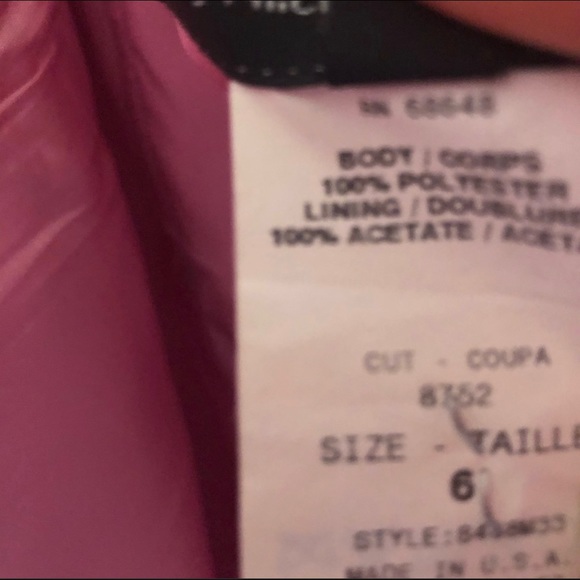 RN 68648
BODY / CORPS
100% POLYESTER
LINING / DOUBLURE
100% ACETATE / ACETA
CUT - COUPA
8752
SIZE - TAILLE
6
STYLE:
MADE IN U.S.A.